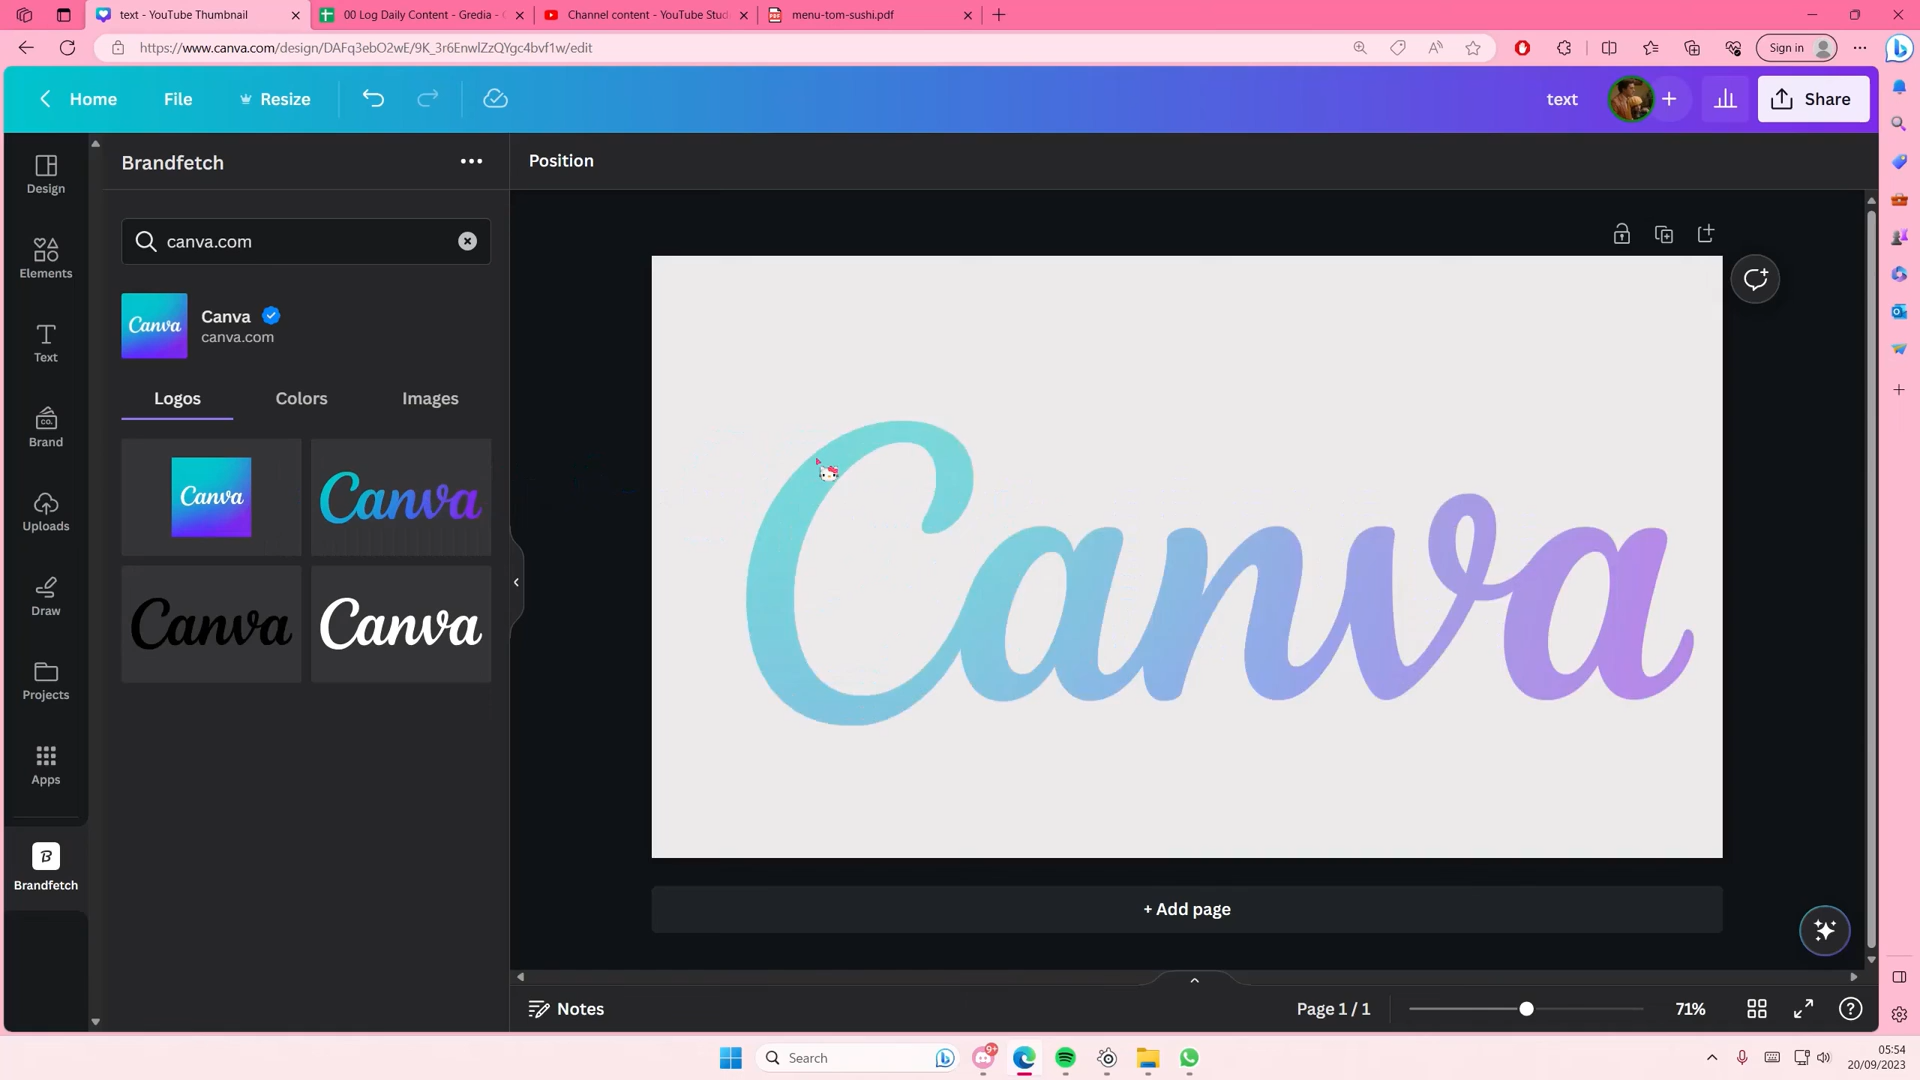 text - YouTube Thumbnail
00 Log Daily Content - Gredia -
Channel content - YouTube Stud
menu-tom-sushi.pdf
https://www.canva.com/design/DAFq3ebO2wE/9K_3r6EnwlZzQYgc4bvf1w/edit
Sign in
Home
File
Resize
text
Share
Design
Elements
Text
Brand
Uploads
Draw
Projects
Apps
Brandfetch
Brandfetch
canva.com
Canva
Canva
canva.com
Logos
Colors
Images
Canva
Canva
Canva
Canva
Position
Canva
+ Add page
Notes
Page 1 / 1
71%
Search
9+
05:54
20/09/2023